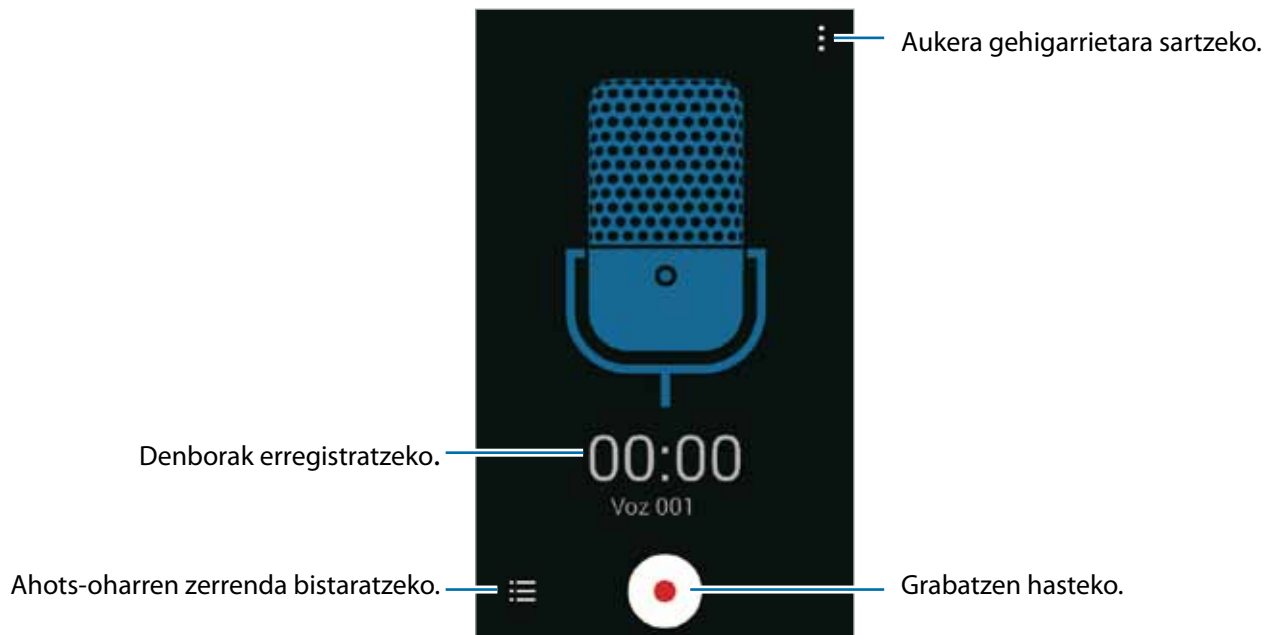 Aukera gehigarrietara sartzeko.
Denborak erregistratzeko.
00:00
Voz 001
Ahots-oharren zerrenda bistaratzeko.
Grabatzen hasteko.